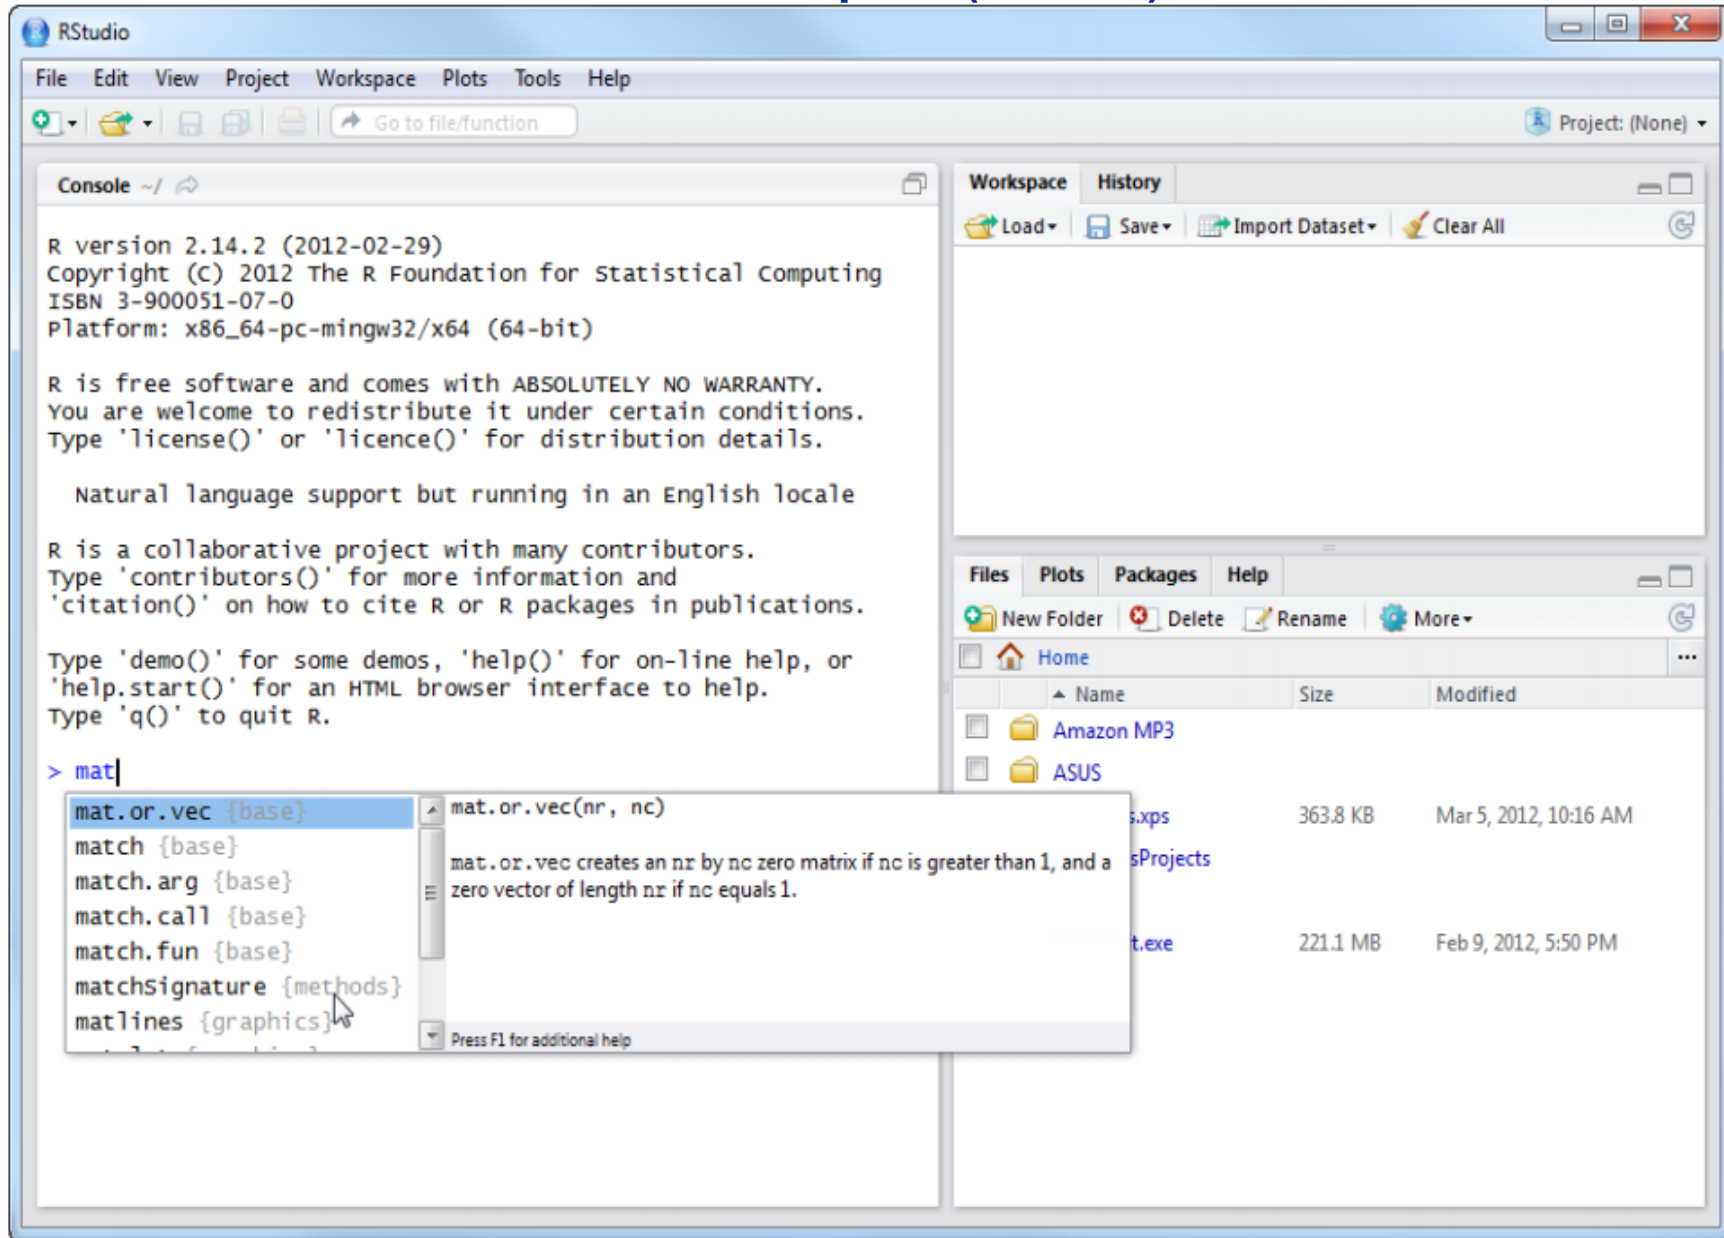 RStudio
File Edit View Project Workspace Plots Tools Help
Go to file/function
Project: (None)
Console ~/
R version 2.14.2 (2012-02-29)
Copyright (C) 2012 The R Foundation for Statistical Computing
ISBN 3-900051-07-0
Platform: x86_64-pc-mingw32/x64 (64-bit)
R is free software and comes with ABSOLUTELY NO WARRANTY.
You are welcome to redistribute it under certain conditions.
Type 'license()' or 'licence()' for distribution details.
Natural language support but running in an English locale
R is a collaborative project with many contributors.
Type 'contributors()' for more information and
'citation()' on how to cite R or R packages in publications.
Type 'demo()' for some demos, 'help()' for on-line help, or
'help.start()' for an HTML browser interface to help.
Type 'q()' to quit R.
> mat
mat.or.vec {base}
match {base}
match.arg {base}
match.call {base}
match.fun {base}
matchSignature {methods}
matlines {graphics}
mat.or.vec(nr, nc)
mat.or.vec creates an nr by nc zero matrix if nc is greater than 1, and a
zero vector of length nr if nc equals 1.
Press F1 for additional help
Workspace History
Load Save Import Dataset Clear All
Files Plots Packages Help
New Folder Delete Rename More
Home ...
Name Size Modified
Amazon MP3
ASUS
s.xps 363.8 KB Mar 5, 2012, 10:16 AM
sProjects
t.exe 221.1 MB Feb 9, 2012, 5:50 PM